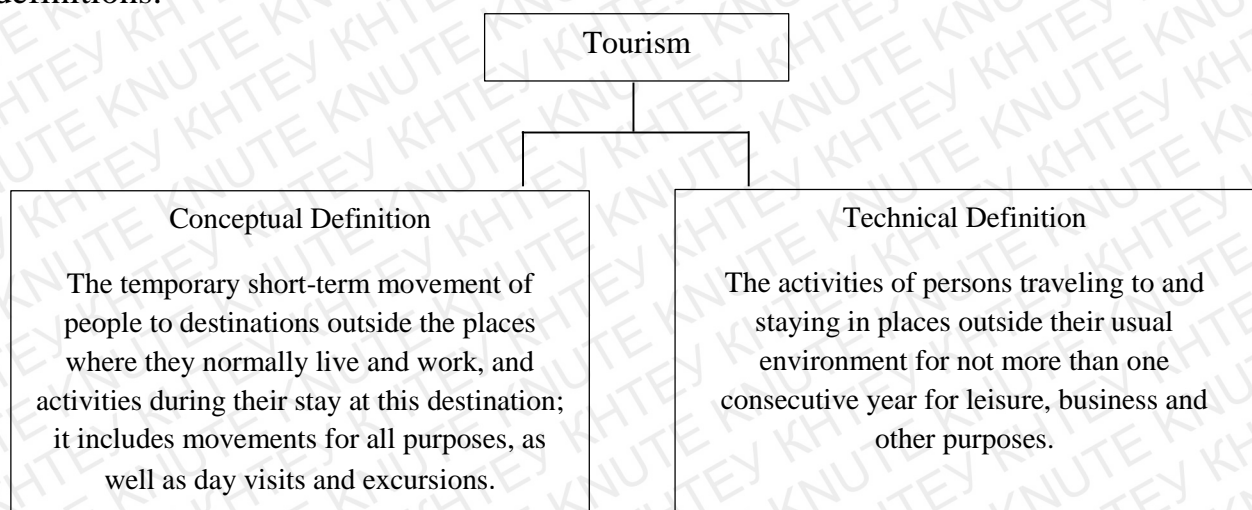 definitions.
Tourism
Conceptual Definition
The temporary short-term movement of
people to destinations outside the places
where they normally live and work, and
activities during their stay at this destination;
it includes movements for all purposes, as
well as day visits and excursions.
Technical Definition
The activities of persons traveling to and
staying in places outside their usual
environment for not more than one
consecutive year for leisure, business and
other purposes.